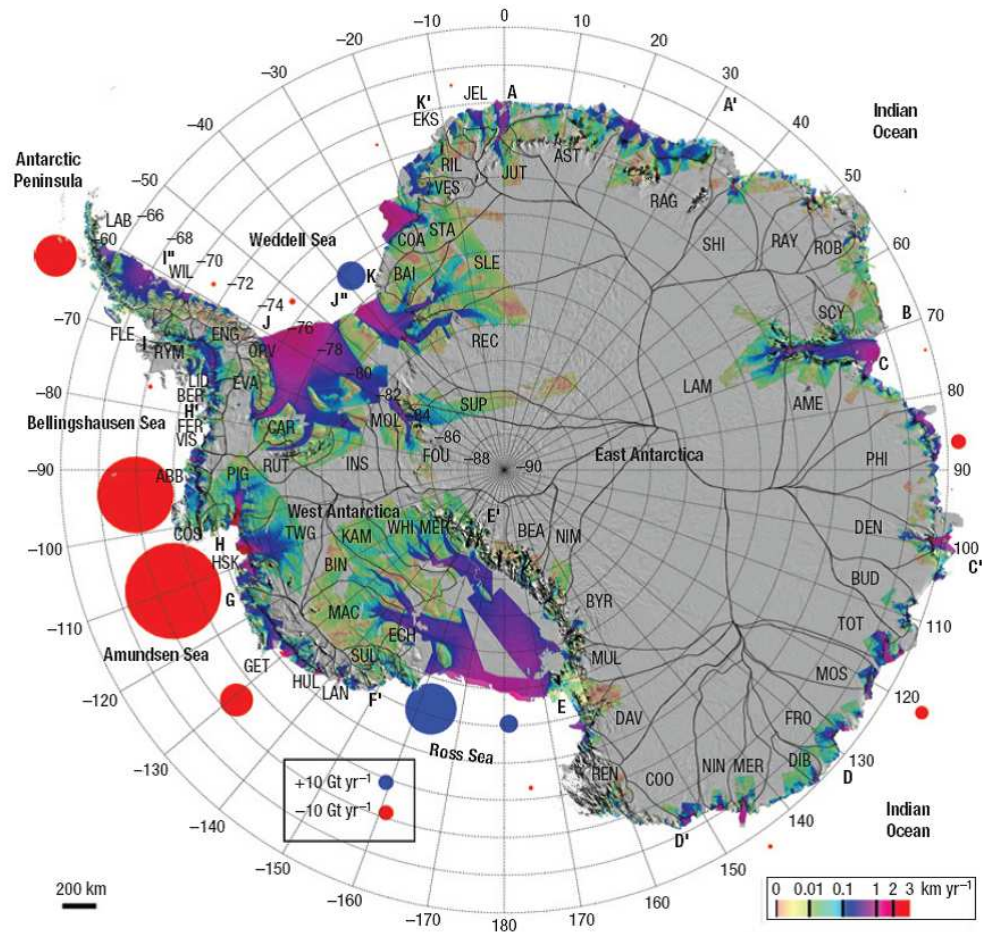 0
−10
10
−20
20
−30
30
−40
40
−50
50
−60
60
−70
70
−80
80
−90
90
−100
100
−110
110
−120
120
−130
130
−140
140
−150
150
−160
160
−170
170
−66
−68
−70
−72
−74
−76
−78
−80
−82
−84
−86
−88
−90
Indian
Ocean
Antarctic
Peninsula
Weddell Sea
Bellingshausen Sea
Amundsen Sea
Ross Sea
Indian
Ocean
East Antarctica
West Antarctica
JEL
A
K'
EKS
A'
RIL
VES
JUT
AST
RAG
SHI
RAY
ROB
SCY
B
C
LAM
AME
PHI
DEN
C'
BUD
TOT
MOS
FRO
DIB
D
MER
NIN
D'
COO
REN
DAV
E
MUL
BYR
NIM
BEA
E'
LAB
I"
WIL
FLE
I
RYM
ENG
J
ORV
LID
EVA
BER
H'
FER
VIS
ABB
COS
H
HSK
G
PIG
RUT
CAR
INS
MOL
FOU
SUP
REC
SLE
STA
COA
BAI
K
J"
TWG
KAM
WHI
MER
BIN
MAC
ECH
SUL
GET
HUL
LAN
F'
+10 Gt yr−1
−10 Gt yr−1
200 km
0 0.01 0.1 1 2 3 km yr−1